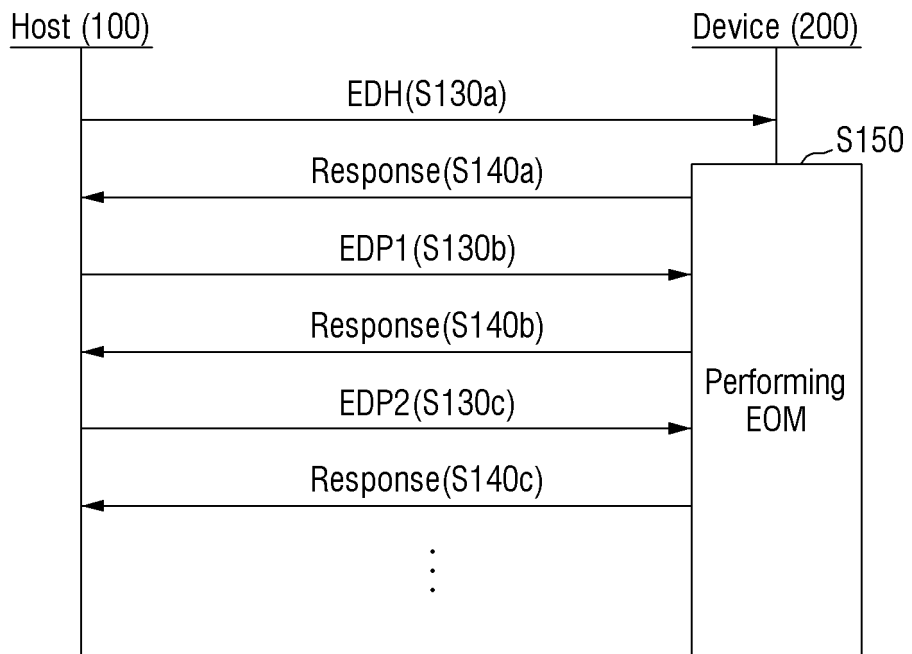 Host (100)
Device (200)
EDH(S130a)
S150
Response(S140a)
EDP1(S130b)
Response(S140b)
Performing
EOM
EDP2(S130c)
Response(S140c)